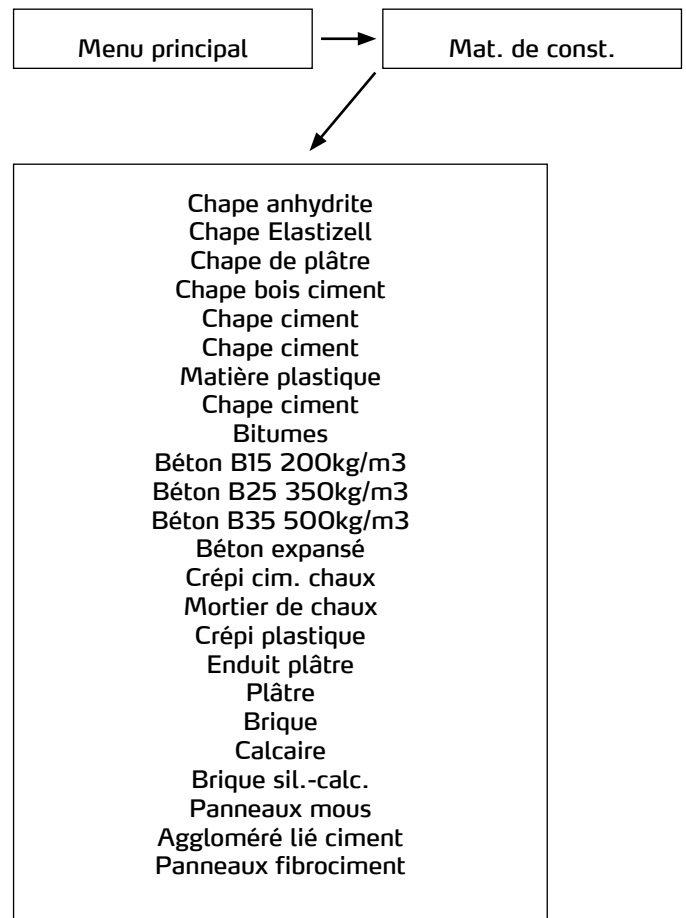 Menu principal
Mat. de const.
Chape anhydrite
Chape Elastizell
Chape de plâtre
Chape bois ciment
Chape ciment
Chape ciment
Matière plastique
Chape ciment
Bitumes
Béton B15 200kg/m3
Béton B25 350kg/m3
Béton B35 500kg/m3
Béton expansé
Crépi cim. chaux
Mortier de chaux
Crépi plastique
Enduit plâtre
Plâtre
Brique
Calcaire
Brique sil.-calc.
Panneaux mous
Aggloméré lié ciment
Panneaux fibrociment